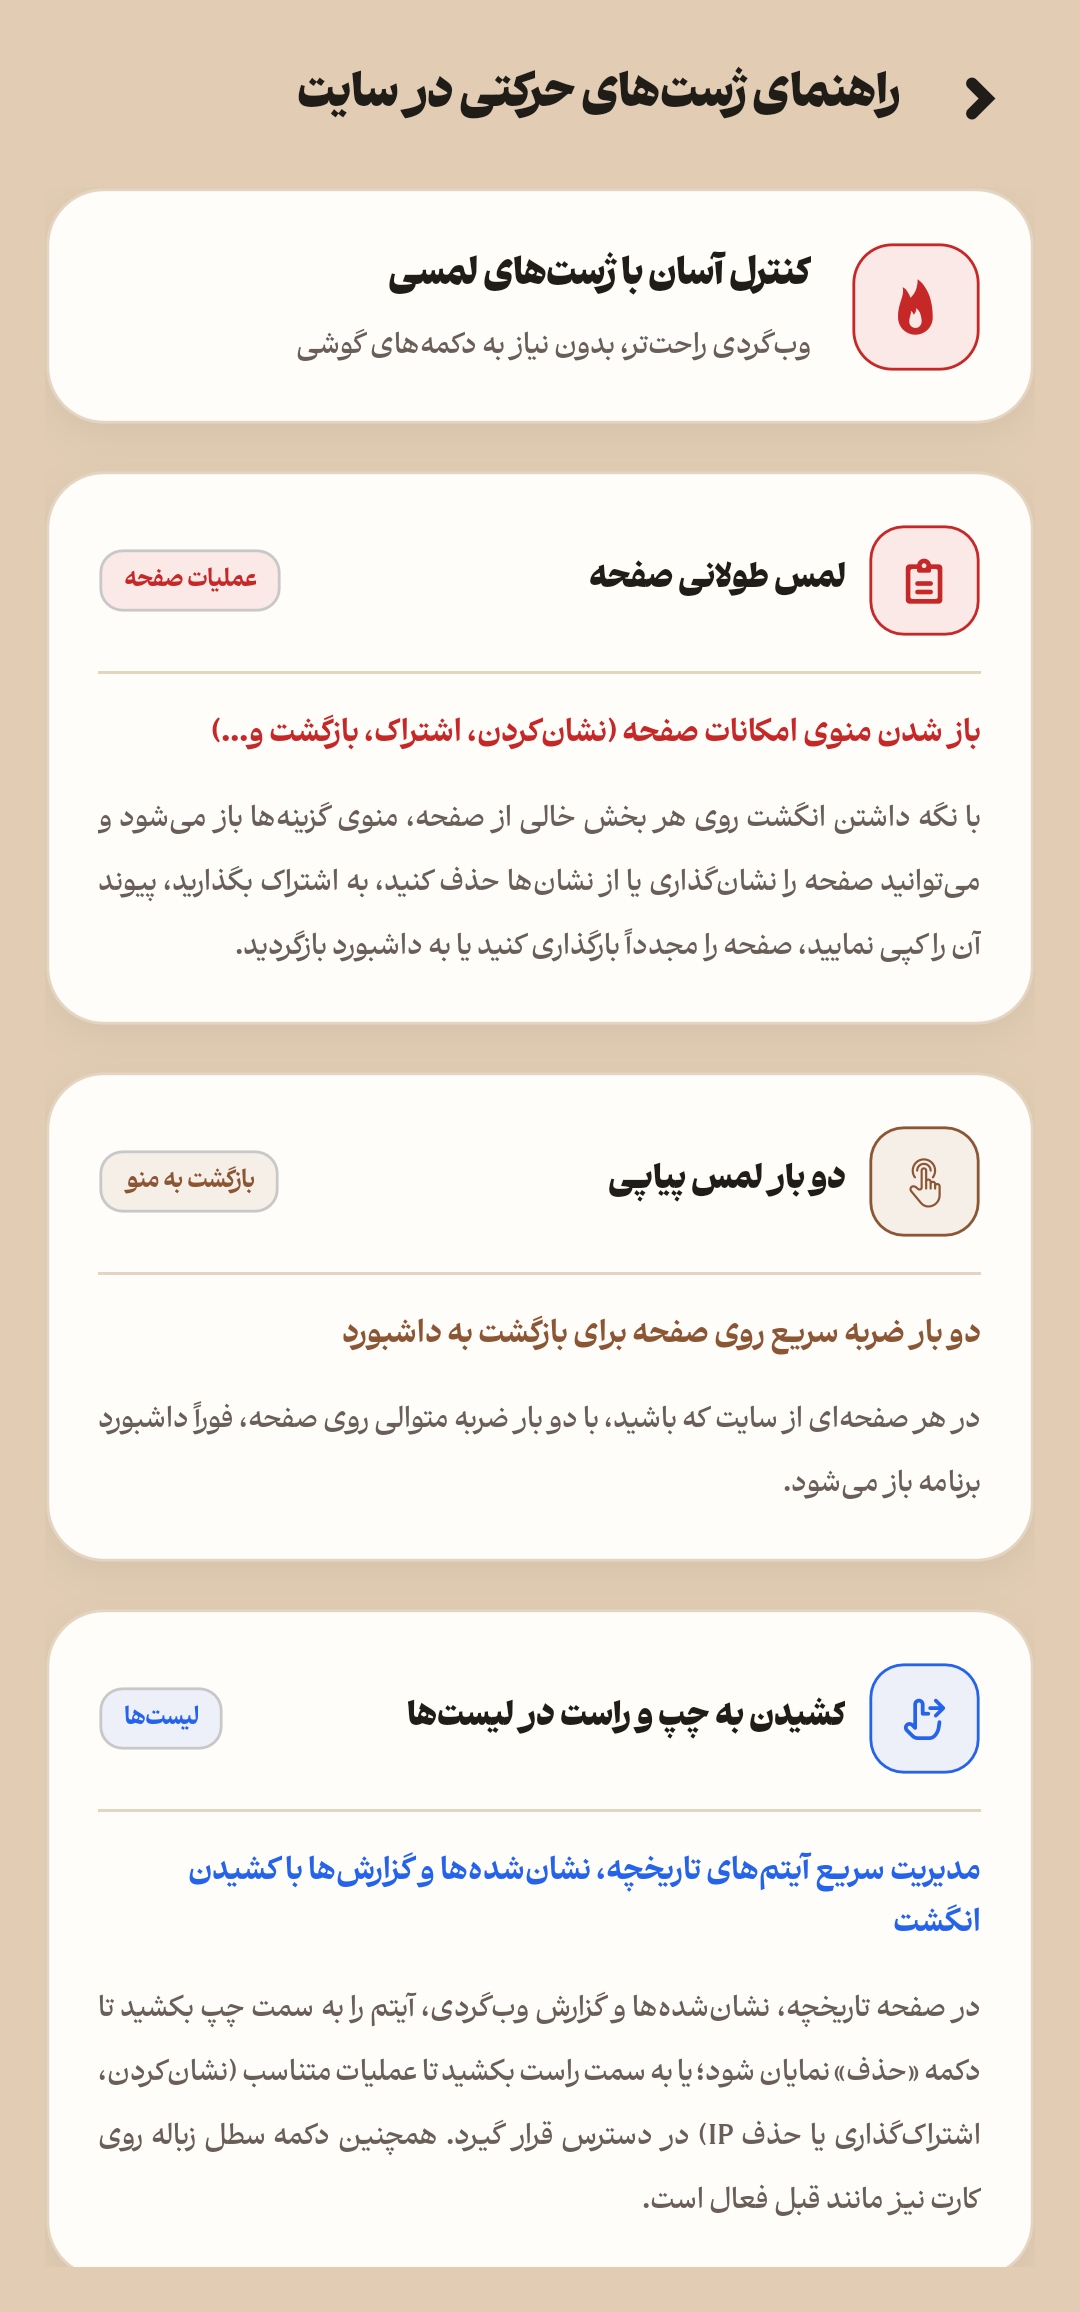 راهنمای ژست‌های حرکتی در سایت
کنترل آسان با ژست‌های لمسی
وب‌گردی راحت‌تر، بدون نیاز به دکمه‌های گوشی
لمس طولانی صفحه
عملیات صفحه
باز شدن منوی امکانات صفحه (نشان‌کردن، اشتراک، بازگشت و...)
با نگه داشتن انگشت روی هر بخش خالی از صفحه، منوی گزینه‌ها باز می‌شود و
می‌توانید صفحه را نشان‌گذاری یا از نشان‌ها حذف کنید، به اشتراک بگذارید، پیوند
آن را کپی نمایید، صفحه را مجدداً بارگذاری کنید یا به داشبورد بازگردید.
دو بار لمس پیاپی
بازگشت به منو
دو بار ضربه سریع روی صفحه برای بازگشت به داشبورد
در هر صفحه‌ای از سایت که باشید، با دو بار ضربه متوالی روی صفحه، فوراً داشبورد
برنامه باز می‌شود.
کشیدن به چپ و راست در لیست‌ها
لیست‌ها
مدیریت سریع آیتم‌های تاریخچه، نشان‌شده‌ها و گزارش‌ها با کشیدن
انگشت
در صفحه تاریخچه، نشان‌شده‌ها و گزارش وب‌گردی، آیتم را به سمت چپ بکشید تا
دکمه «حذف» نمایان شود؛ یا به سمت راست بکشید تا عملیات متناسب (نشان‌کردن،
اشتراک‌گذاری یا حذف IP) در دسترس قرار گیرد. همچنین دکمه سطل زباله روی
کارت نیز مانند قبل فعال است.